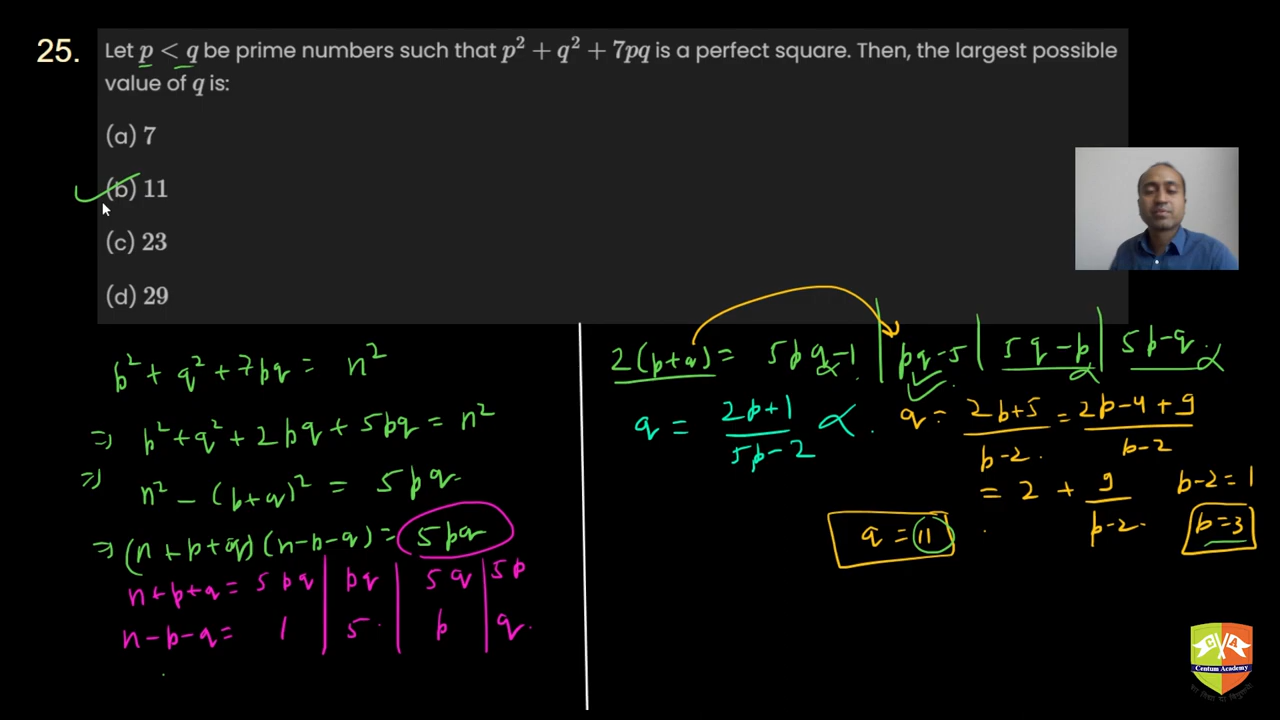 25. Let p < q be prime numbers such that p² + q² + 7pq is a perfect square. Then, the largest possible
value of q is:
(a) 7
(b) 11
(c) 23
(d) 29
p² + q² + 7pq = n²
⇒ p² + q² + 2pq + 5pq = n²
⇒ n² - (p+q)² = 5pq.
⇒ (n + p + q) (n - p - q) = 5pq
n+p+q = 5pq | pq | 5q | 5p
n-p-q = 1 | 5 | p | q
2(p+q) = 5pq-1 | pq-5 | 5q-p | 5p-q
q = (2p+1)/(5p-2)
q = (2p+5)/(p-2) = (2p-4+9)/(p-2)
= 2 + 9/(p-2)
p-2 = 1
p = 3
q = 11
CA
Centum Academy